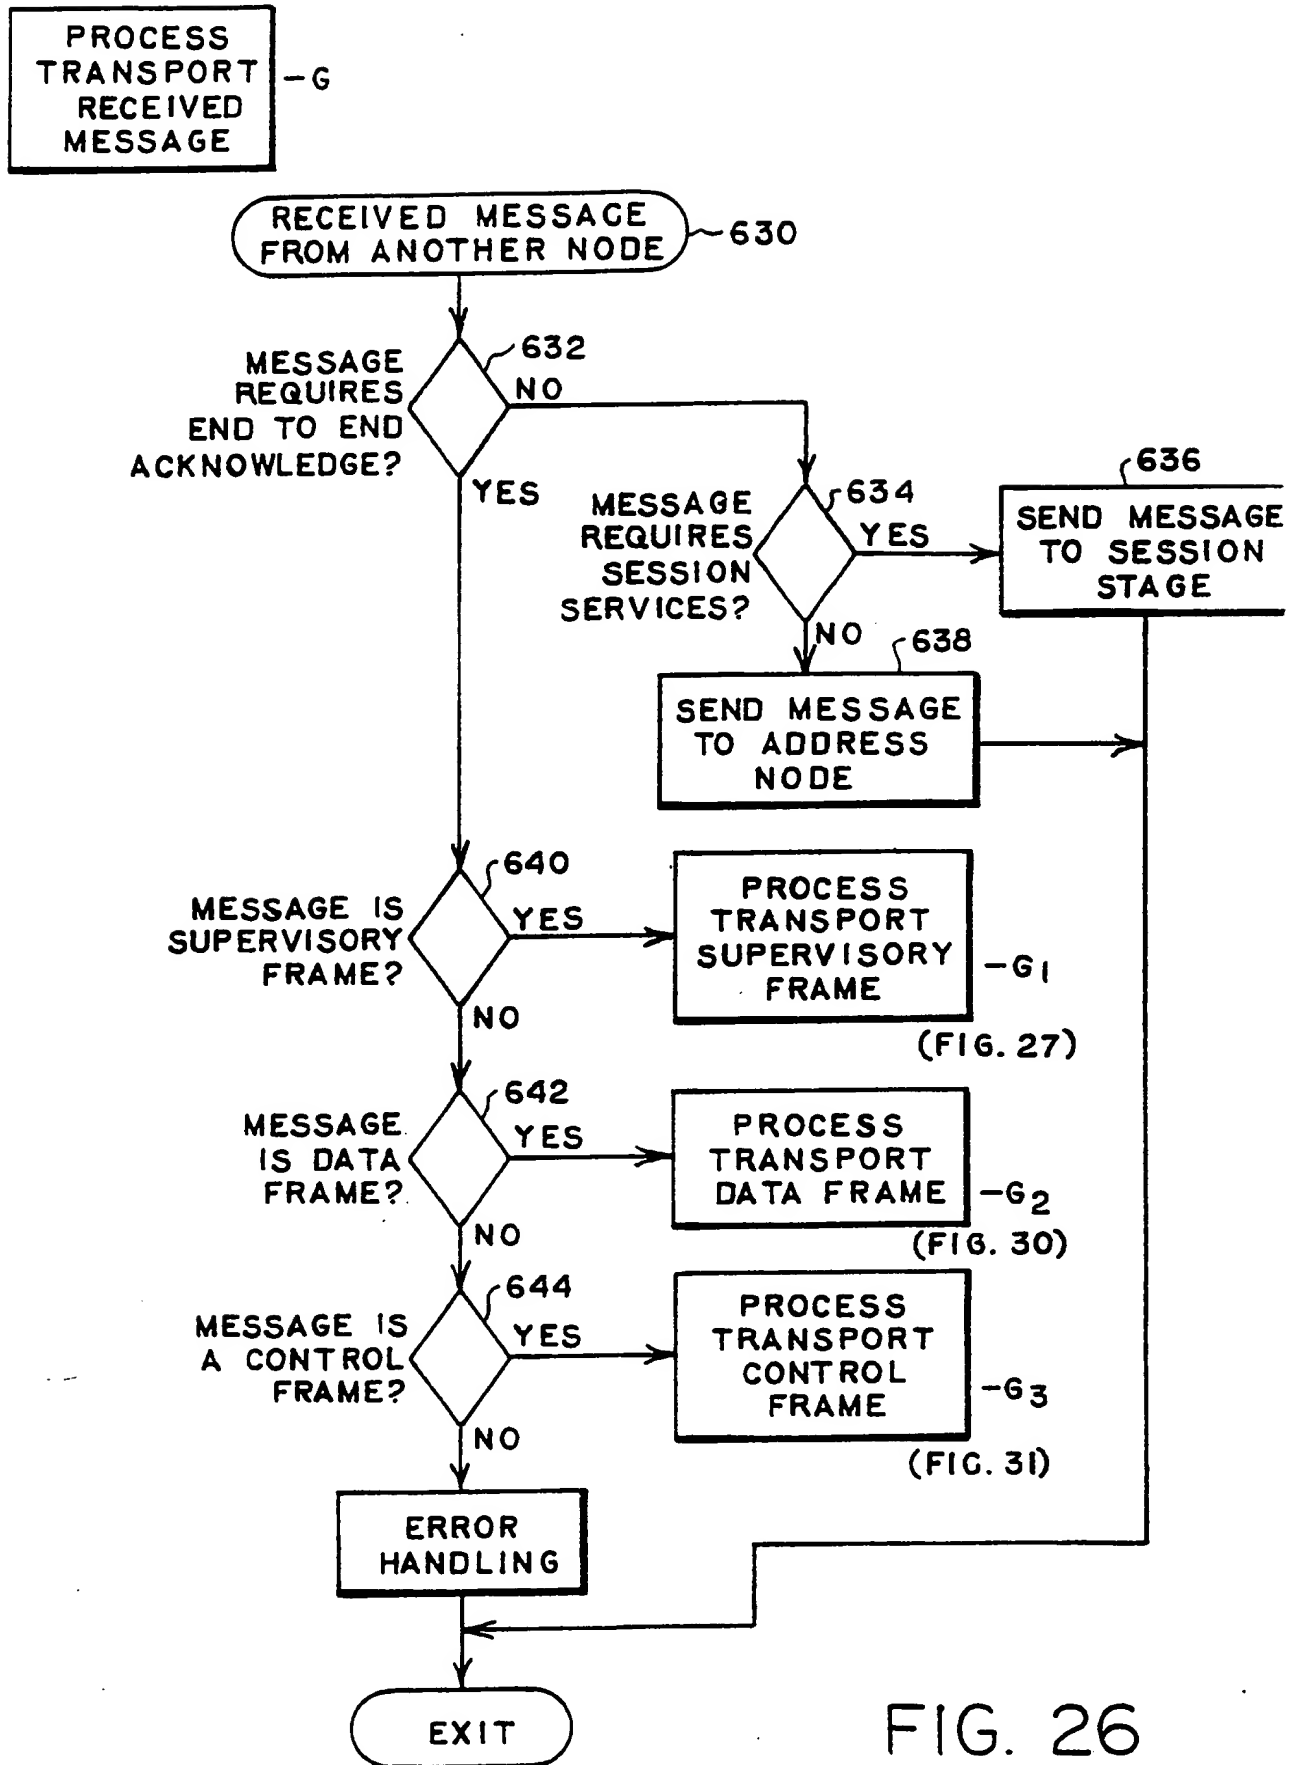 PROCESS
TRANSPORT
RECEIVED
MESSAGE
-G
RECEIVED MESSAGE
FROM ANOTHER NODE
630
632
MESSAGE
REQUIRES
END TO END
ACKNOWLEDGE?
NO
YES
634
MESSAGE
REQUIRES
SESSION
SERVICES?
YES
NO
636
SEND MESSAGE
TO SESSION
STAGE
638
SEND MESSAGE
TO ADDRESS
NODE
640
MESSAGE IS
SUPERVISORY
FRAME?
YES
NO
PROCESS
TRANSPORT
SUPERVISORY
FRAME
-G1
(FIG. 27)
642
MESSAGE
IS DATA
FRAME?
YES
NO
PROCESS
TRANSPORT
DATA FRAME
-G2
(FIG. 30)
644
MESSAGE IS
A CONTROL
FRAME?
YES
NO
PROCESS
TRANSPORT
CONTROL
FRAME
-G3
(FIG. 31)
ERROR
HANDLING
EXIT
FIG. 26